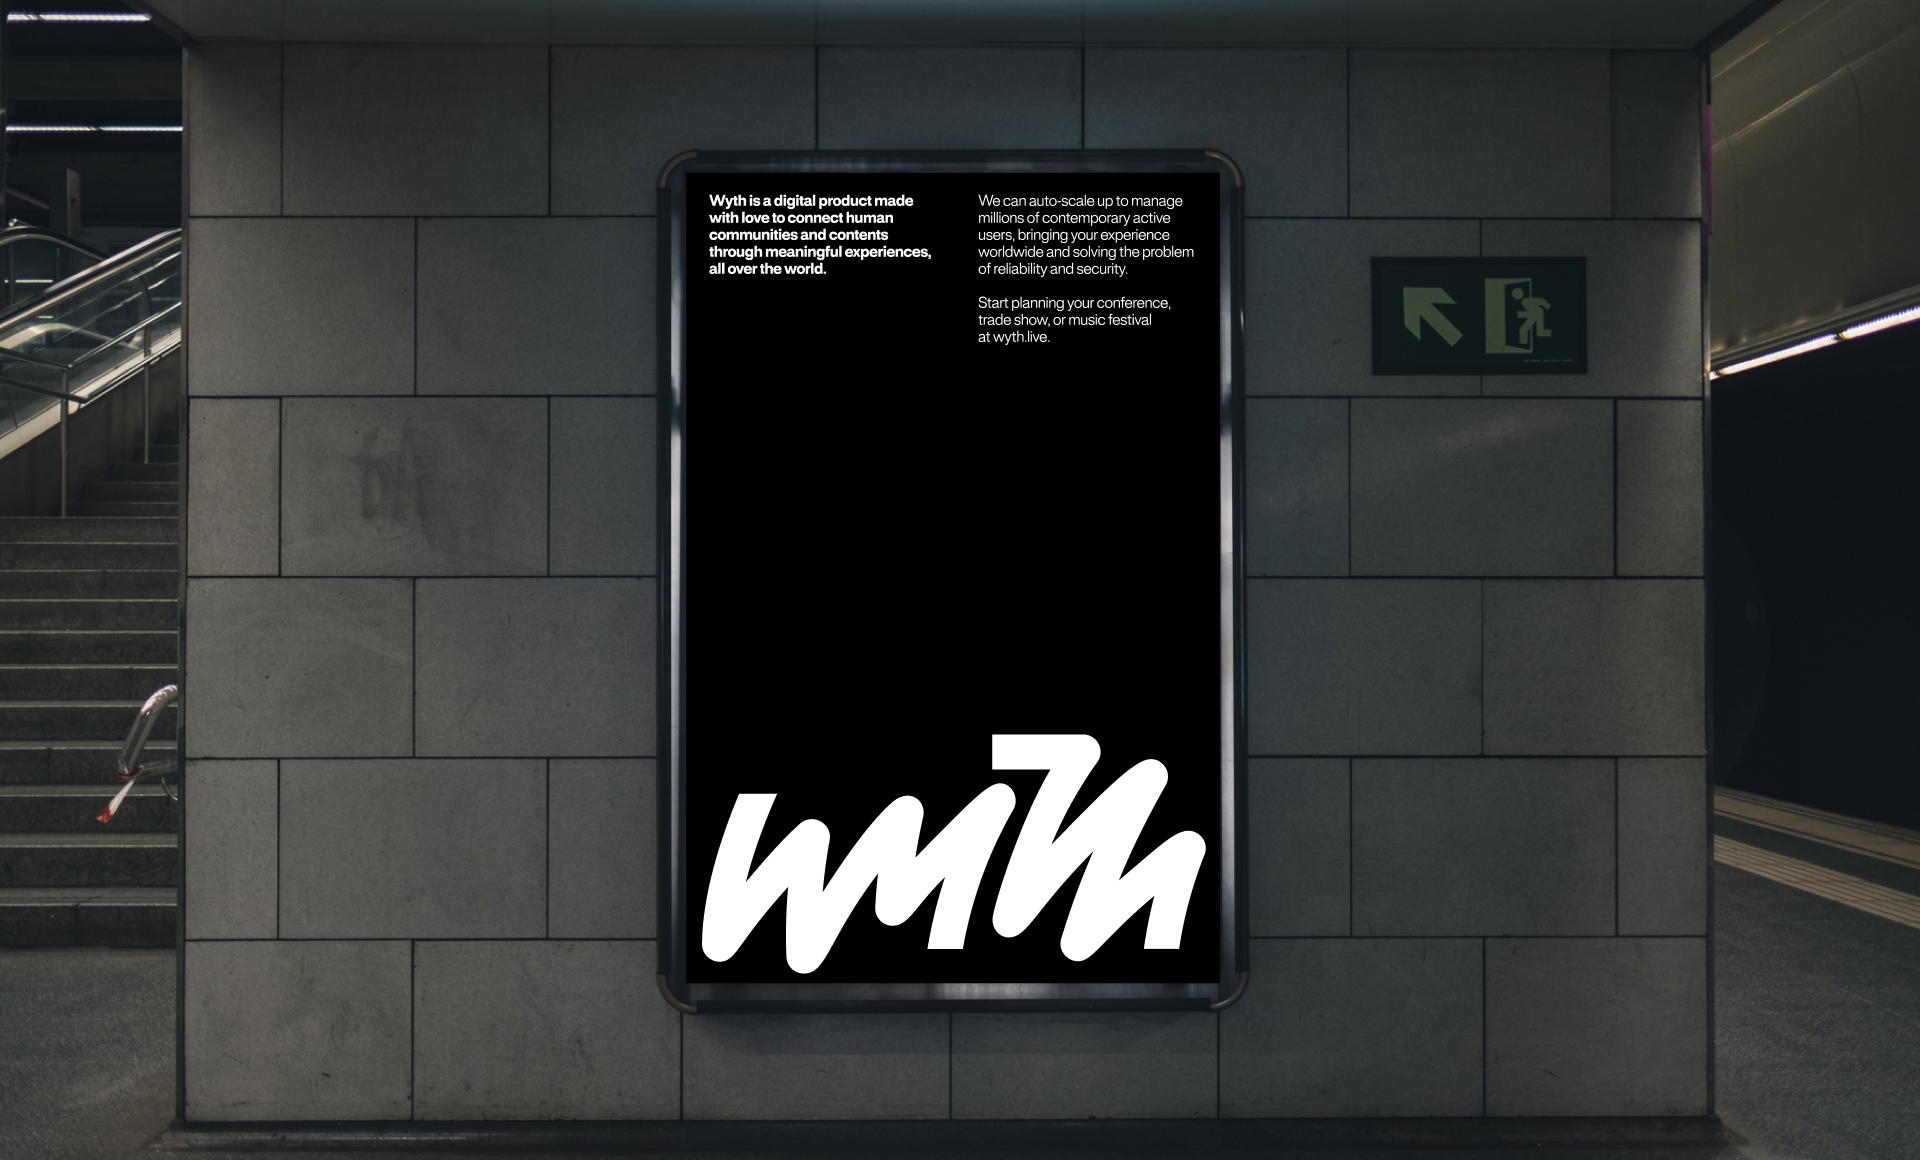 Wyth is a digital product made
with love to connect human
communities and contents
through meaningful experiences,
all over the world.
We can auto-scale up to manage
millions of contemporary active
users, bringing your experience
worldwide and solving the problem
of reliability and security.
Start planning your conference,
trade show, or music festival
at wyth.live.
wyth